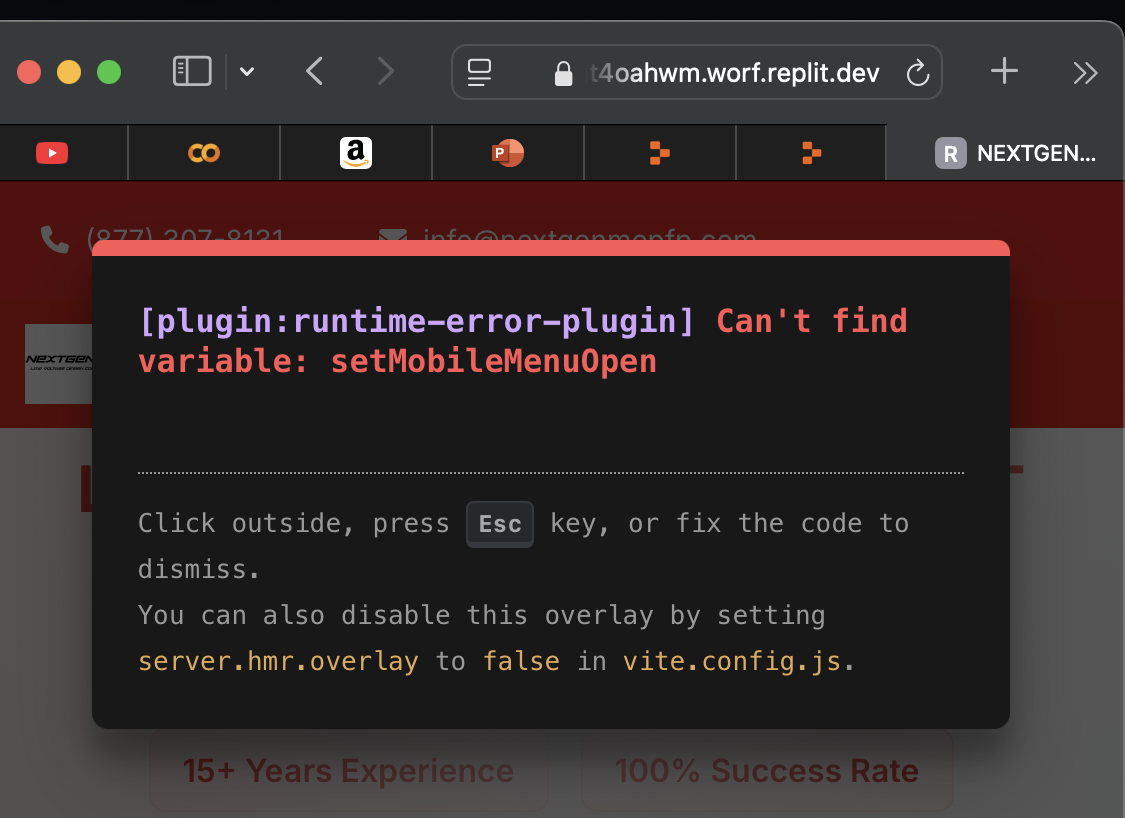 t4oahwm.worf.replit.dev
a
P
R NEXTGEN...
(877) 307-8131 info@nextgenmepfp.com
[plugin:runtime-error-plugin] Can't find
variable: setMobileMenuOpen
NEXTGEN
Click outside, press Esc key, or fix the code to
dismiss.
You can also disable this overlay by setting
server.hmr.overlay to false in vite.config.js.
15+ Years Experience 100% Success Rate